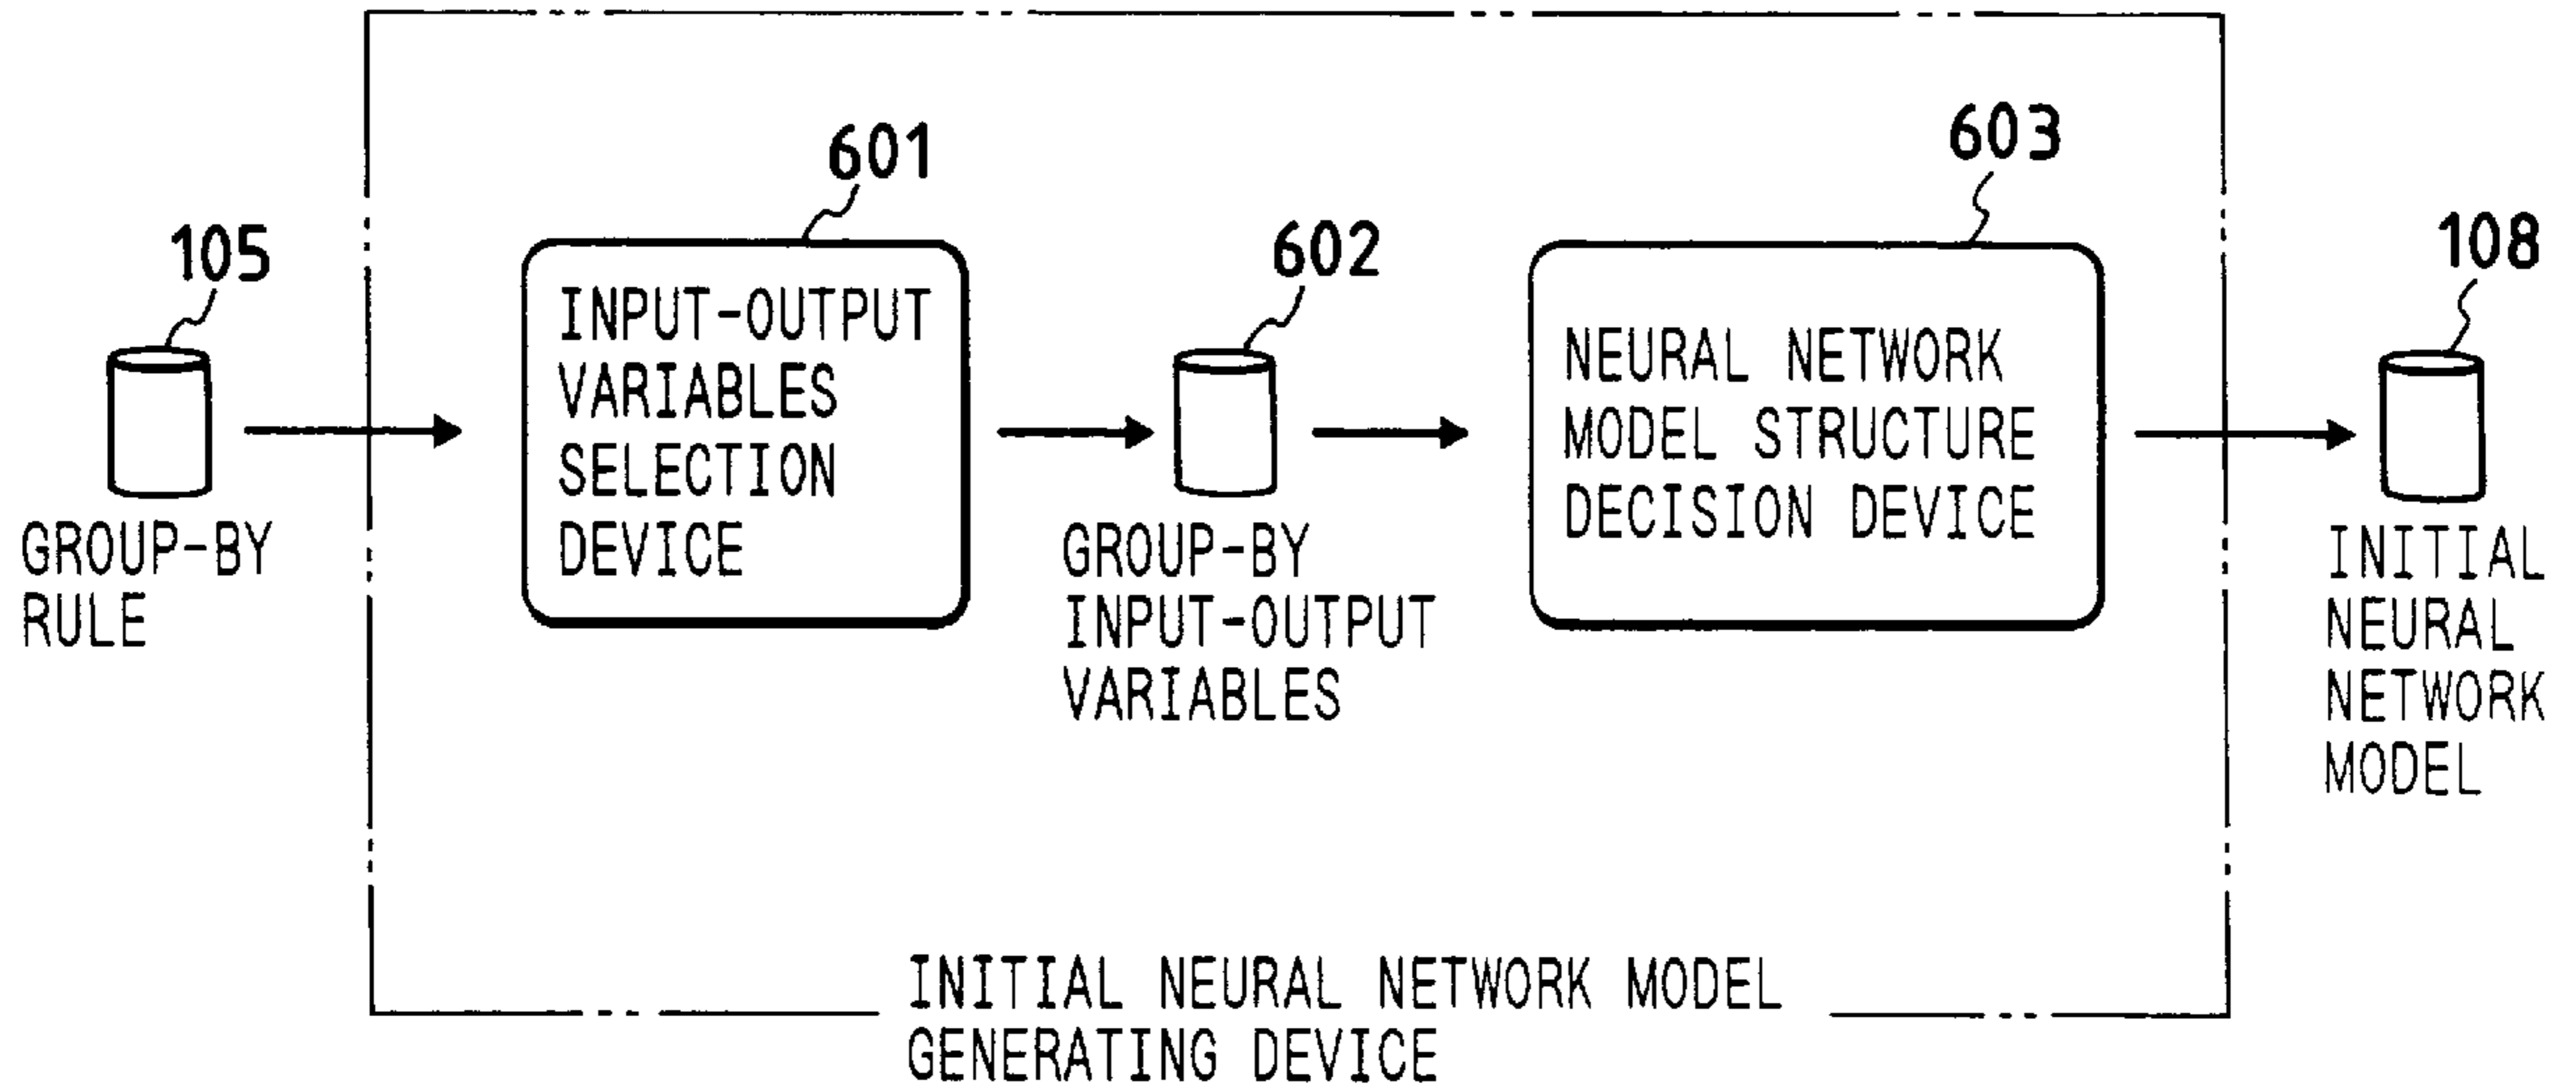 105
GROUP-BY
RULE
601
INPUT-OUTPUT
VARIABLES
SELECTION
DEVICE
602
GROUP-BY
INPUT-OUTPUT
VARIABLES
603
NEURAL NETWORK
MODEL STRUCTURE
DECISION DEVICE
108
INITIAL
NEURAL
NETWORK
MODEL
INITIAL NEURAL NETWORK MODEL
GENERATING DEVICE